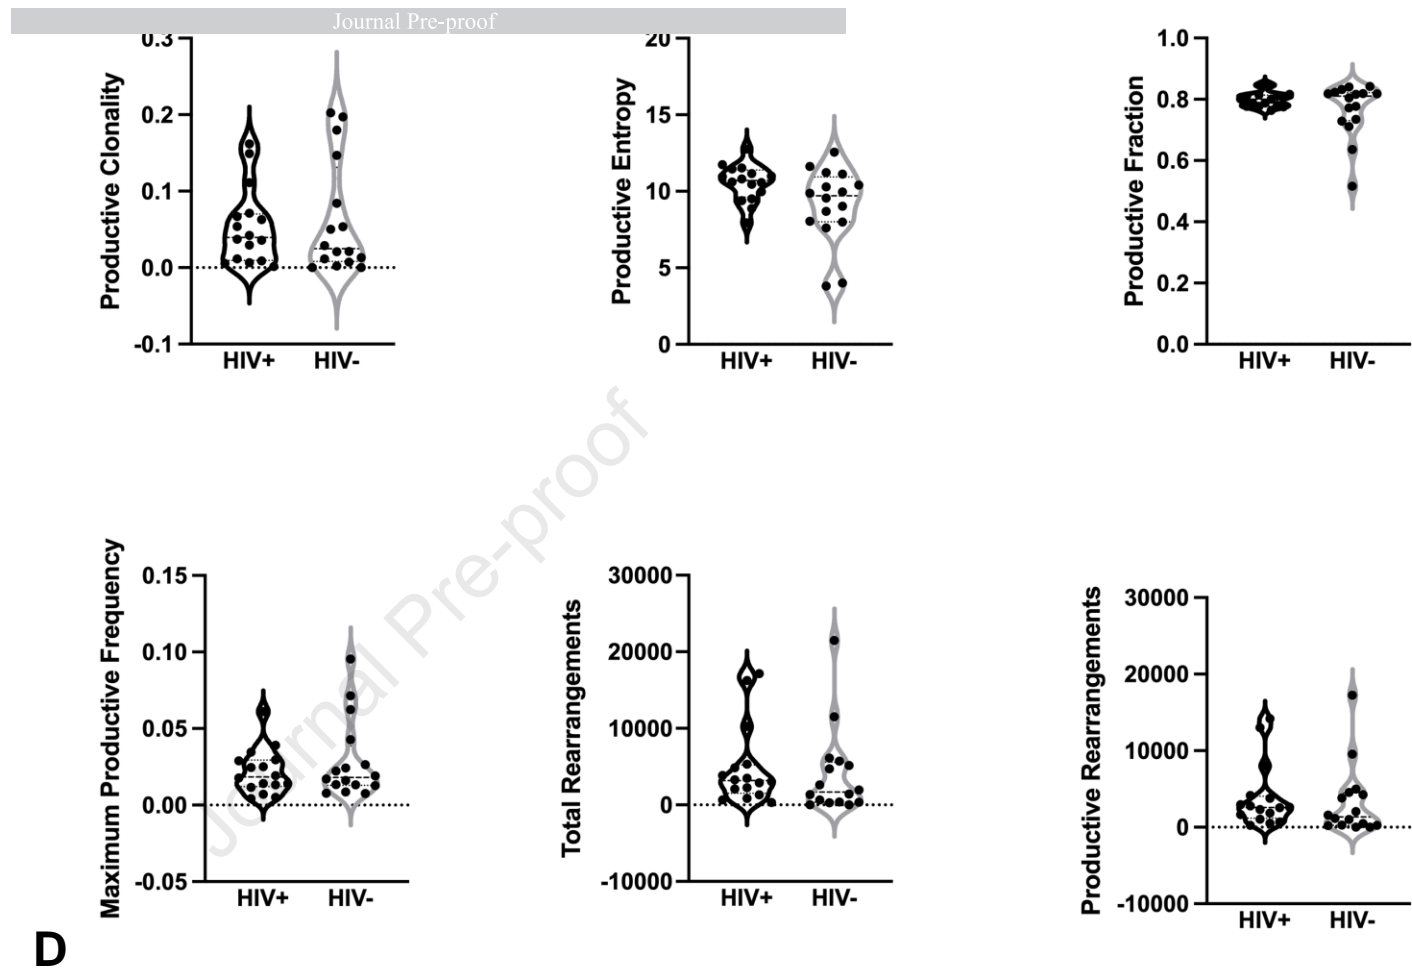 Journal Pre-proof
Productive Clonality
0.3
0.2
0.1
0.0
-0.1
HIV+ HIV-
Productive Entropy
20
15
10
5
0
HIV+ HIV-
Productive Fraction
1.0
0.8
0.6
0.4
0.2
0.0
HIV+ HIV-
Maximum Productive Frequency
0.15
0.10
0.05
0.00
-0.05
HIV+ HIV-
Total Rearrangements
30000
20000
10000
0
-10000
HIV+ HIV-
Productive Rearrangements
30000
20000
10000
0
-10000
HIV+ HIV-
Journal Pre-proof
D